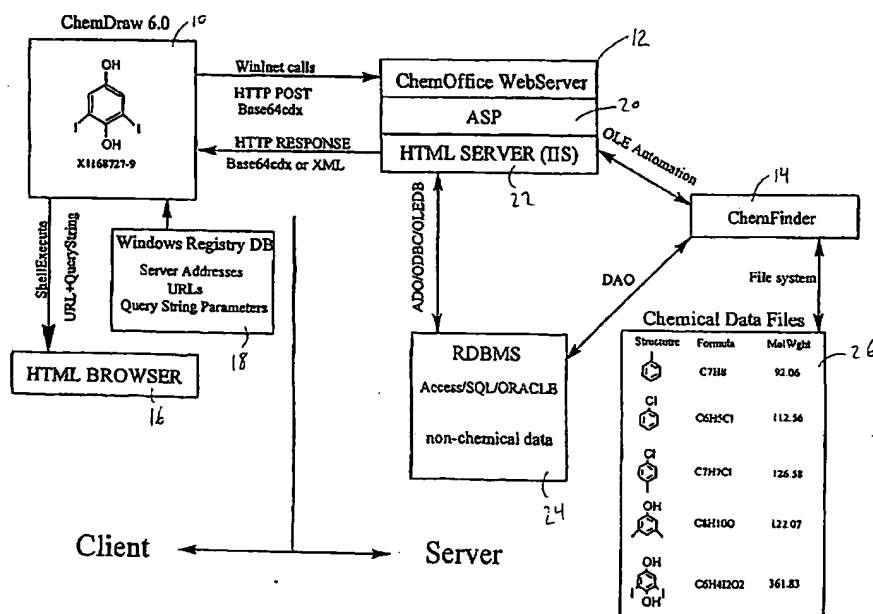 ChemDraw 6.0
10
OH
I
I
OH
X1168727-9
WinInet calls
HTTP POST
Base64cdx
HTTP RESPONSE
Base64cdx or XML
12
ChemOffice WebServer
ASP
20
HTML SERVER (IIS)
22
OLE Automation
14
ChemFinder
ShellExecute
URL+QueryString
Windows Registry DB
Server Addresses
URLs
Query String Parameters
18
HTML BROWSER
16
ADO/ODBC/OLEDB
DAO
File system
RDBMS
Access/SQL/ORACLE
non-chemical data
24
Chemical Data Files
26
Structutre Formula MolWght
C7H8 92.06
Cl
C6H5Cl 112.56
Cl
C7H7Cl 126.58
OH
C8H10O 122.07
OH
I I
OH
C6H4I2O2 361.83
Client
Server